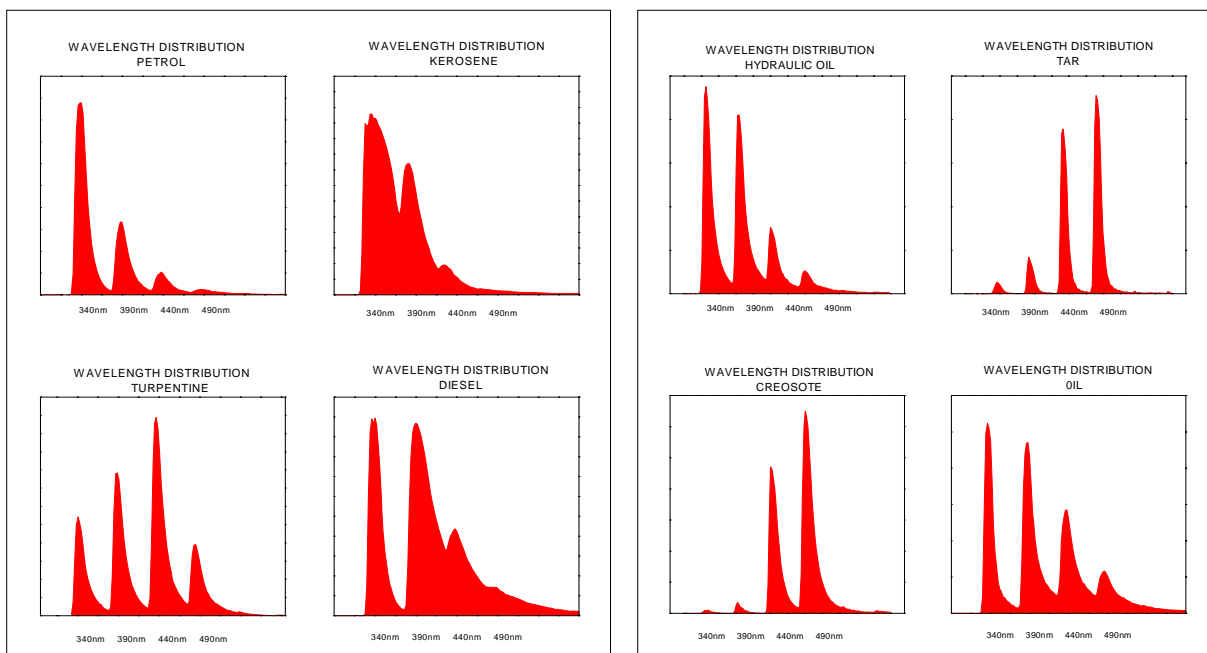 WAVELENGTH DISTRIBUTION
PETROL
340nm 390nm 440nm 490nm
WAVELENGTH DISTRIBUTION
KEROSENE
340nm 390nm 440nm 490nm
WAVELENGTH DISTRIBUTION
TURPENTINE
340nm 390nm 440nm 490nm
WAVELENGTH DISTRIBUTION
DIESEL
340nm 390nm 440nm 490nm
WAVELENGTH DISTRIBUTION
HYDRAULIC OIL
340nm 390nm 440nm 490nm
WAVELENGTH DISTRIBUTION
TAR
340nm 390nm 440nm 490nm
WAVELENGTH DISTRIBUTION
CREOSOTE
340nm 390nm 440nm 490nm
WAVELENGTH DISTRIBUTION
0IL
340nm 390nm 440nm 490nm